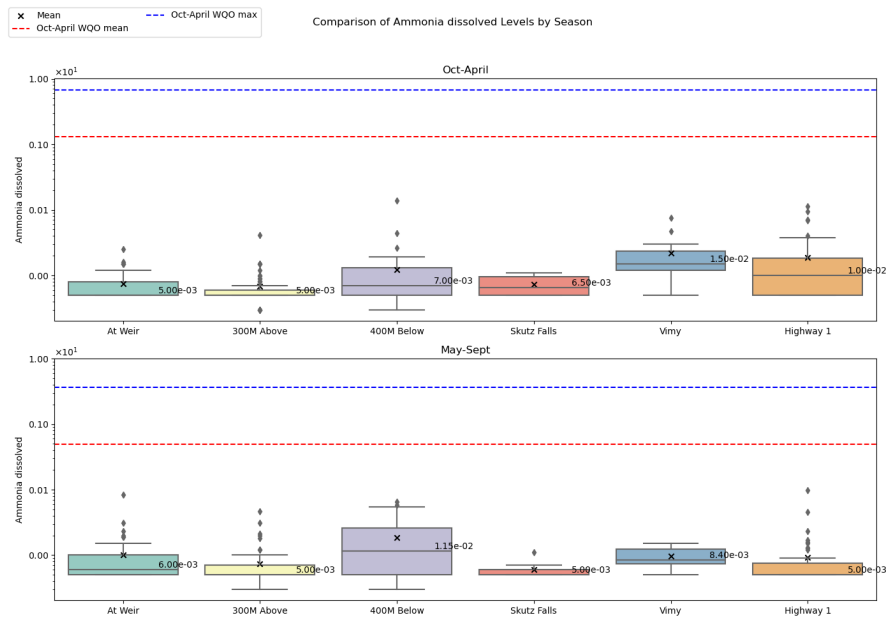 Mean
Oct-April WQO mean
Oct-April WQO max
Comparison of Ammonia dissolved Levels by Season
Oct-April
×10¹
1.00
0.10
0.01
0.00
Ammonia dissolved
5.00e-03
5.00e-03
7.00e-03
6.50e-03
1.50e-02
1.00e-02
At Weir
300M Above
400M Below
Skutz Falls
Vimy
Highway 1
May-Sept
×10¹
1.00
0.10
0.01
0.00
Ammonia dissolved
6.00e-03
5.00e-03
1.15e-02
5.00e-03
8.40e-03
5.00e-03
At Weir
300M Above
400M Below
Skutz Falls
Vimy
Highway 1